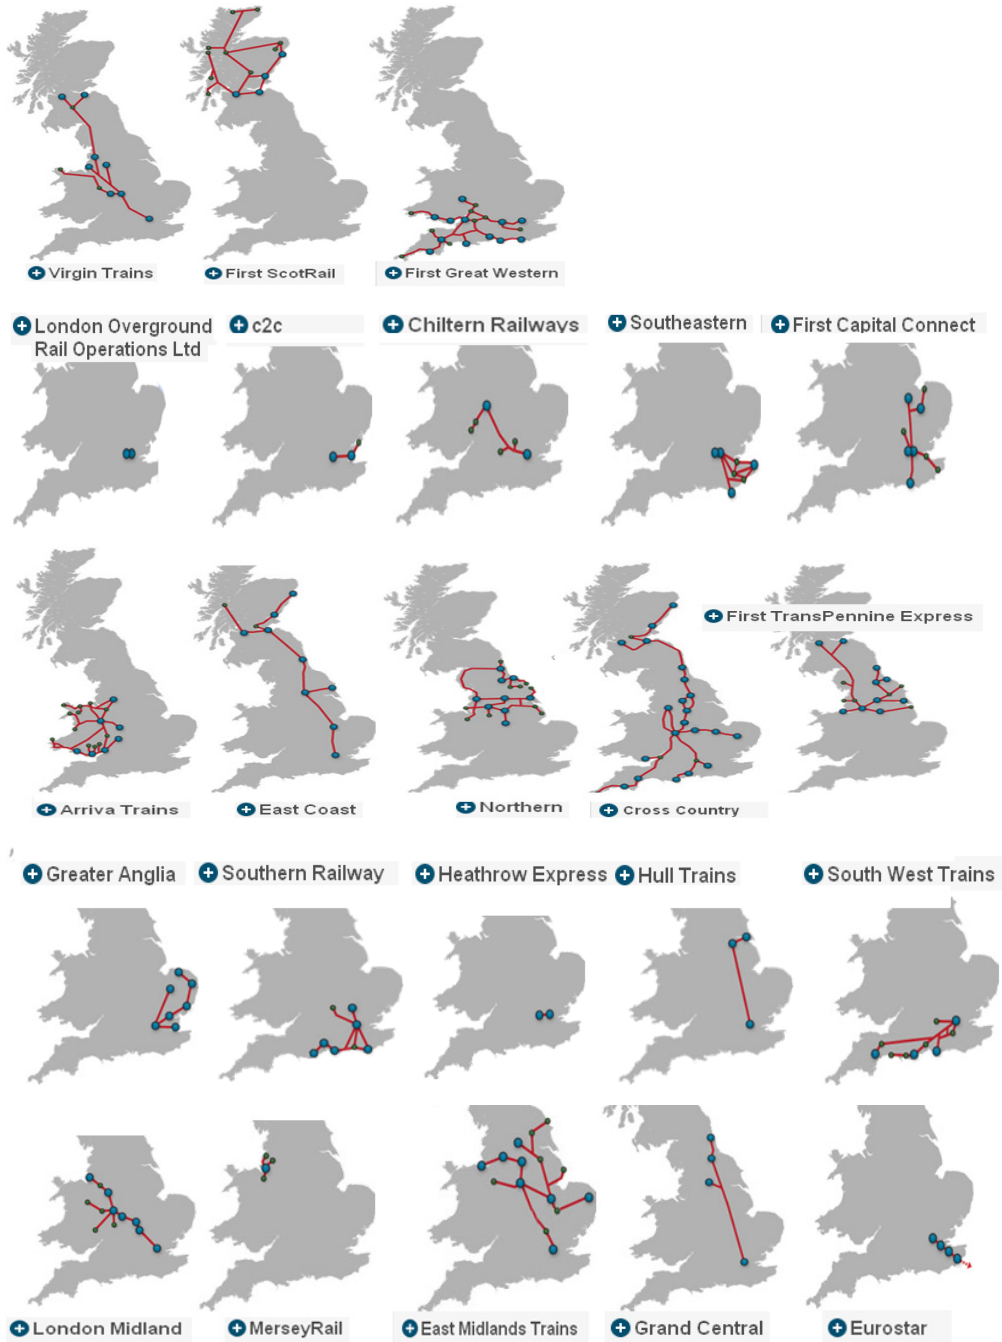 Virgin Trains
First ScotRail
First Great Western
London Overground
Rail Operations Ltd
c2c
Chiltern Railways
Southeastern
First Capital Connect
First TransPennine Express
Arriva Trains
East Coast
Northern
Cross Country
Greater Anglia
Southern Railway
Heathrow Express
Hull Trains
South West Trains
London Midland
MerseyRail
East Midlands Trains
Grand Central
Eurostar